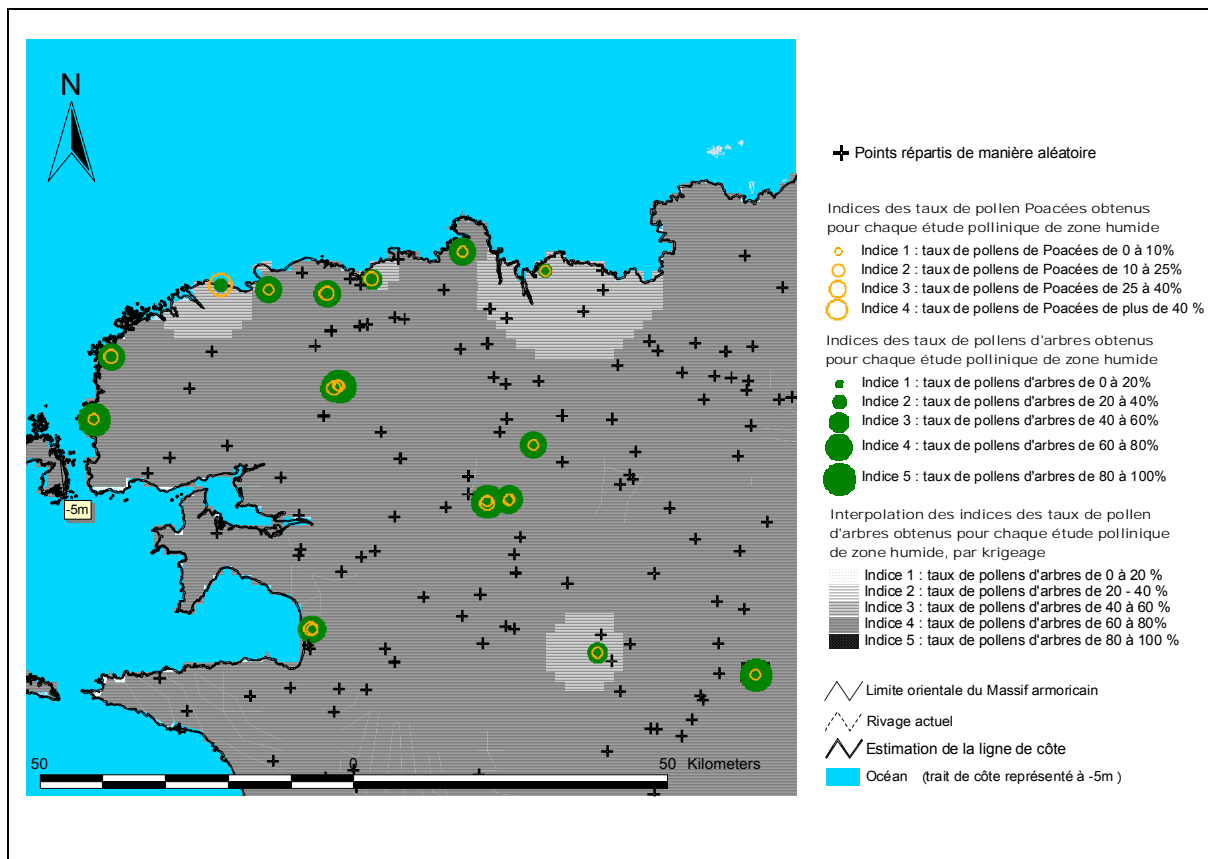 N
-5m
50
0
50
Kilometers
Points répartis de manière aléatoire
Indices des taux de pollen Poacées obtenus
pour chaque étude pollinique de zone humide
Indice 1 : taux de pollens de Poacées de 0 à 10%
Indice 2 : taux de pollens de Poacées de 10 à 25%
Indice 3 : taux de pollens de Poacées de 25 à 40%
Indice 4 : taux de pollens de Poacées de plus de 40 %
Indices des taux de pollens d'arbres obtenus
pour chaque étude pollinique de zone humide
Indice 1 : taux de pollens d'arbres de 0 à 20%
Indice 2 : taux de pollens d'arbres de 20 à 40%
Indice 3 : taux de pollens d'arbres de 40 à 60%
Indice 4 : taux de pollens d'arbres de 60 à 80%
Indice 5 : taux de pollens d'arbres de 80 à 100%
Interpolation des indices des taux de pollen
d'arbres obtenus pour chaque étude pollinique
de zone humide, par krigeage
Indice 1 : taux de pollens d'arbres de 0 à 20 %
Indice 2 : taux de pollens d'arbres de 20 - 40 %
Indice 3 : taux de pollens d'arbres de 40 à 60 %
Indice 4 : taux de pollens d'arbres de 60 à 80%
Indice 5 : taux de pollens d'arbres de 80 à 100 %
Limite orientale du Massif armoricain
Rivage actuel
Estimation de la ligne de côte
Océan (trait de côte représenté à -5m )